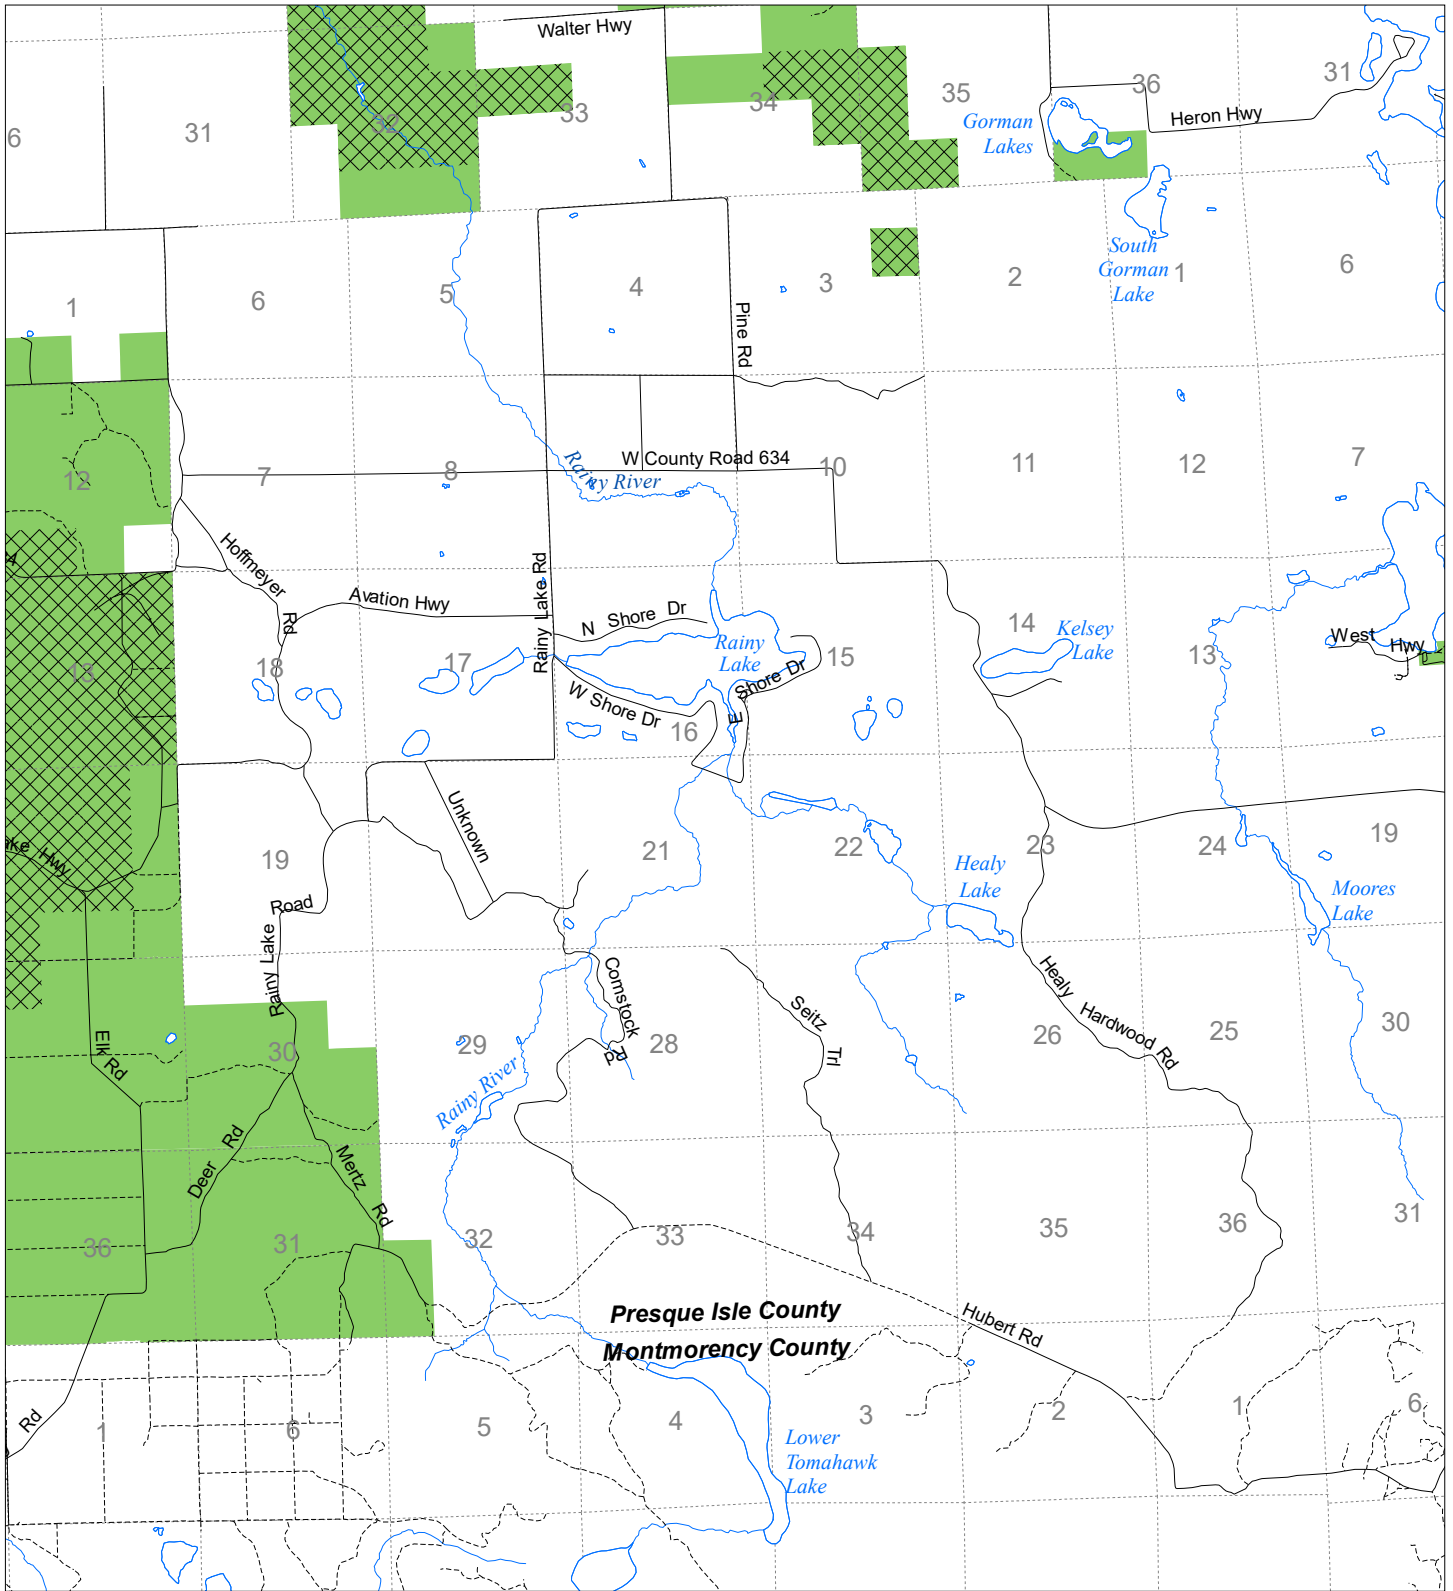 Walter Hwy
31
36
35
34
33
32
31
6
Heron Hwy
Gorman
Lakes
South
Gorman
Lake
1
6
5
4
3
2
1
6
Pine Rd
12
7
8
W County Road 634
10
11
12
7
Rainy River
Hoffmeyer
Rd
Avation Hwy
Rainy Lake Rd
N Shore Dr
Rainy
Lake
15
14
Kelsey
Lake
13
West Hwy
13
18
17
W Shore Dr
16
E Shore Dr
Unknown
ake Hwy
19
21
22
23
24
19
Healy
Lake
Moores
Lake
Rainy Lake Road
Comstock
Rd
Seitz
Trl
Healy Hardwood Rd
Elk Rd
30
29
28
26
25
30
Rainy River
Deer Rd
Mertz Rd
36
31
32
33
34
35
36
31
Presque Isle County
Montmorency County
Hubert Rd
Rd
1
6
5
4
3
2
1
6
Lower
Tomahawk
Lake